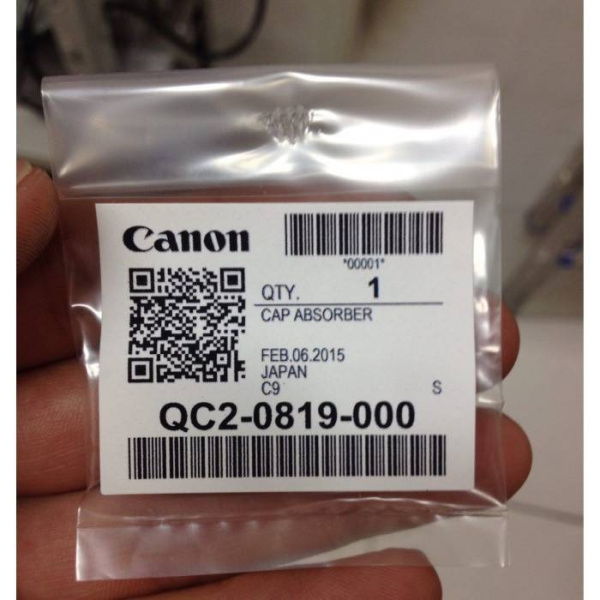 Canon
*00001*
QTY. 1
CAP ABSORBER
FEB.06.2015
JAPAN
C9 S
QC2-0819-000